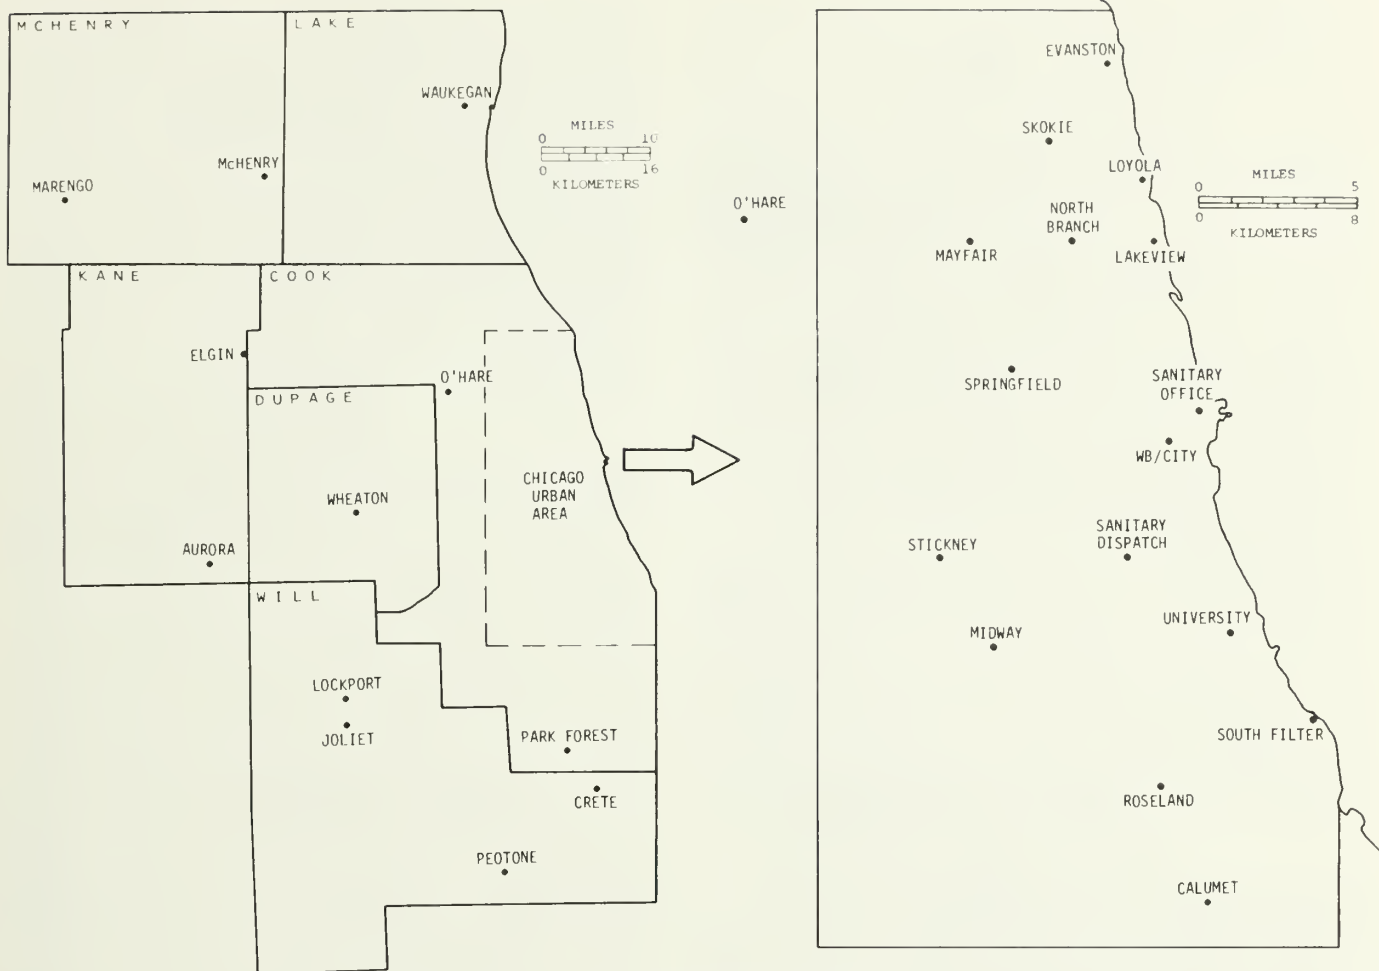 MCHENRY
LAKE
WAUKEGAN
MILES
0 10
0 16
KILOMETERS
McHENRY
MARENGO
KANE
COOK
ELGIN
O'HARE
DUPAGE
CHICAGO
URBAN
AREA
WHEATON
AURORA
WILL
LOCKPORT
JOLIET
PARK FOREST
CRETE
PEOTONE
EVANSTON
SKOKIE
LOYOLA
MILES
0 5
0 8
KILOMETERS
O'HARE
NORTH
BRANCH
MAYFAIR
LAKEVIEW
SPRINGFIELD
SANITARY
OFFICE
WB/CITY
STICKNEY
SANITARY
DISPATCH
UNIVERSITY
MIDWAY
SOUTH FILTER
ROSELAND
CALUMET